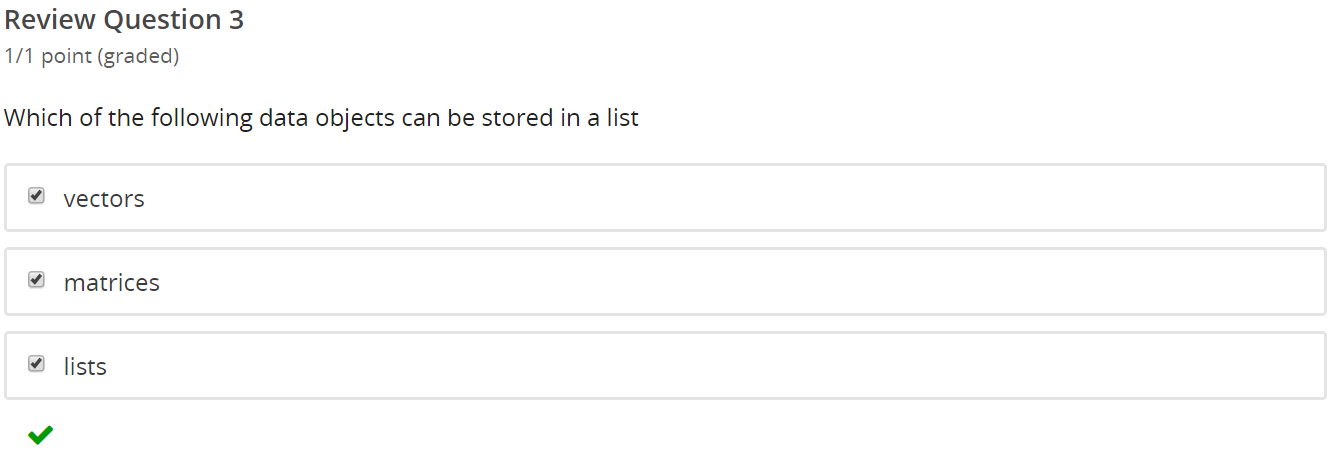 Review Question 3
1/1 point (graded)
Which of the following data objects can be stored in a list
vectors
matrices
lists